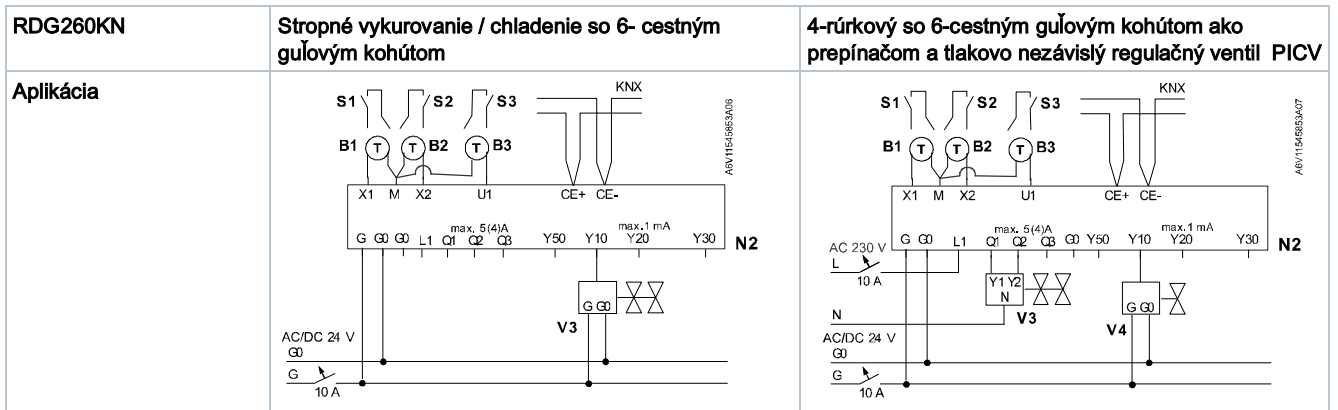 RDG260KN
Stropné vykurovanie / chladenie so 6- cestným
guľovým kohútom
4-rúrkový so 6-cestným guľovým kohútom ako
prepínačom a tlakovo nezávislý regulačný ventil PICV
Aplikácia
S1 S2 S3 KNX
B1 T T B2 T B3
A6V11545853A06
X1 M X2 U1 CE+ CE-
max. 5(4)A max.1 mA
G G0 G0 L1 Q1 Q2 Q3 Y50 Y10 Y20 Y30
N2
G G0
V3
AC/DC 24 V
G0
G
10 A
S1 S2 S3 KNX
B1 T T B2 T B3
A6V11545853A07
X1 M X2 U1 CE+ CE-
max. 5(4)A max.1 mA
G G0 L1 Q1 Q2 Q3 G0 Y50 Y10 Y20 Y30
N2
AC 230 V
L
10 A
Y1 Y2
N
G G0
N
V3
V4
AC/DC 24 V
G0
G
10 A